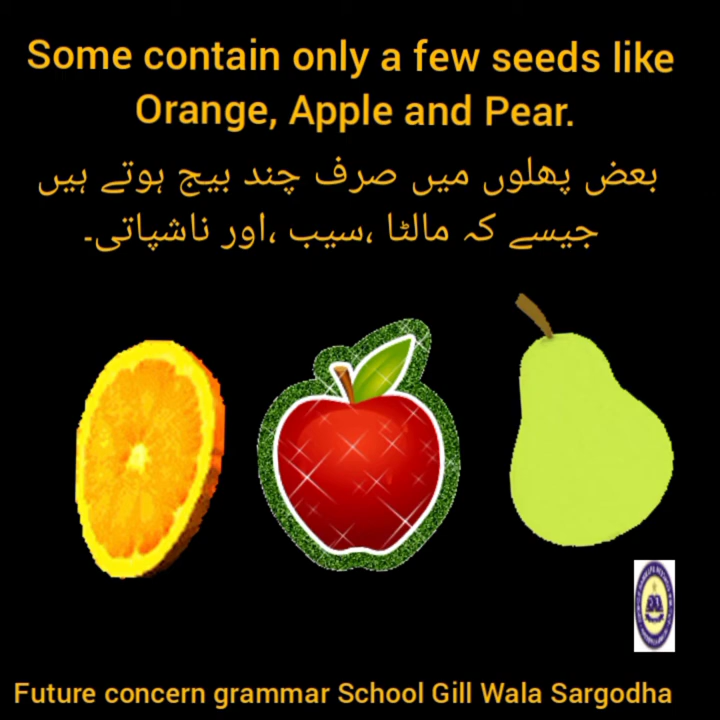 Some contain only a few seeds like
Orange, Apple and Pear.
بعض پھلوں میں صرف چند بیج ہوتے ہیں
جیسے کہ مالٹا ،سیب ،اور ناشپاتی۔
Future concern grammar School Gill Wala Sargodha